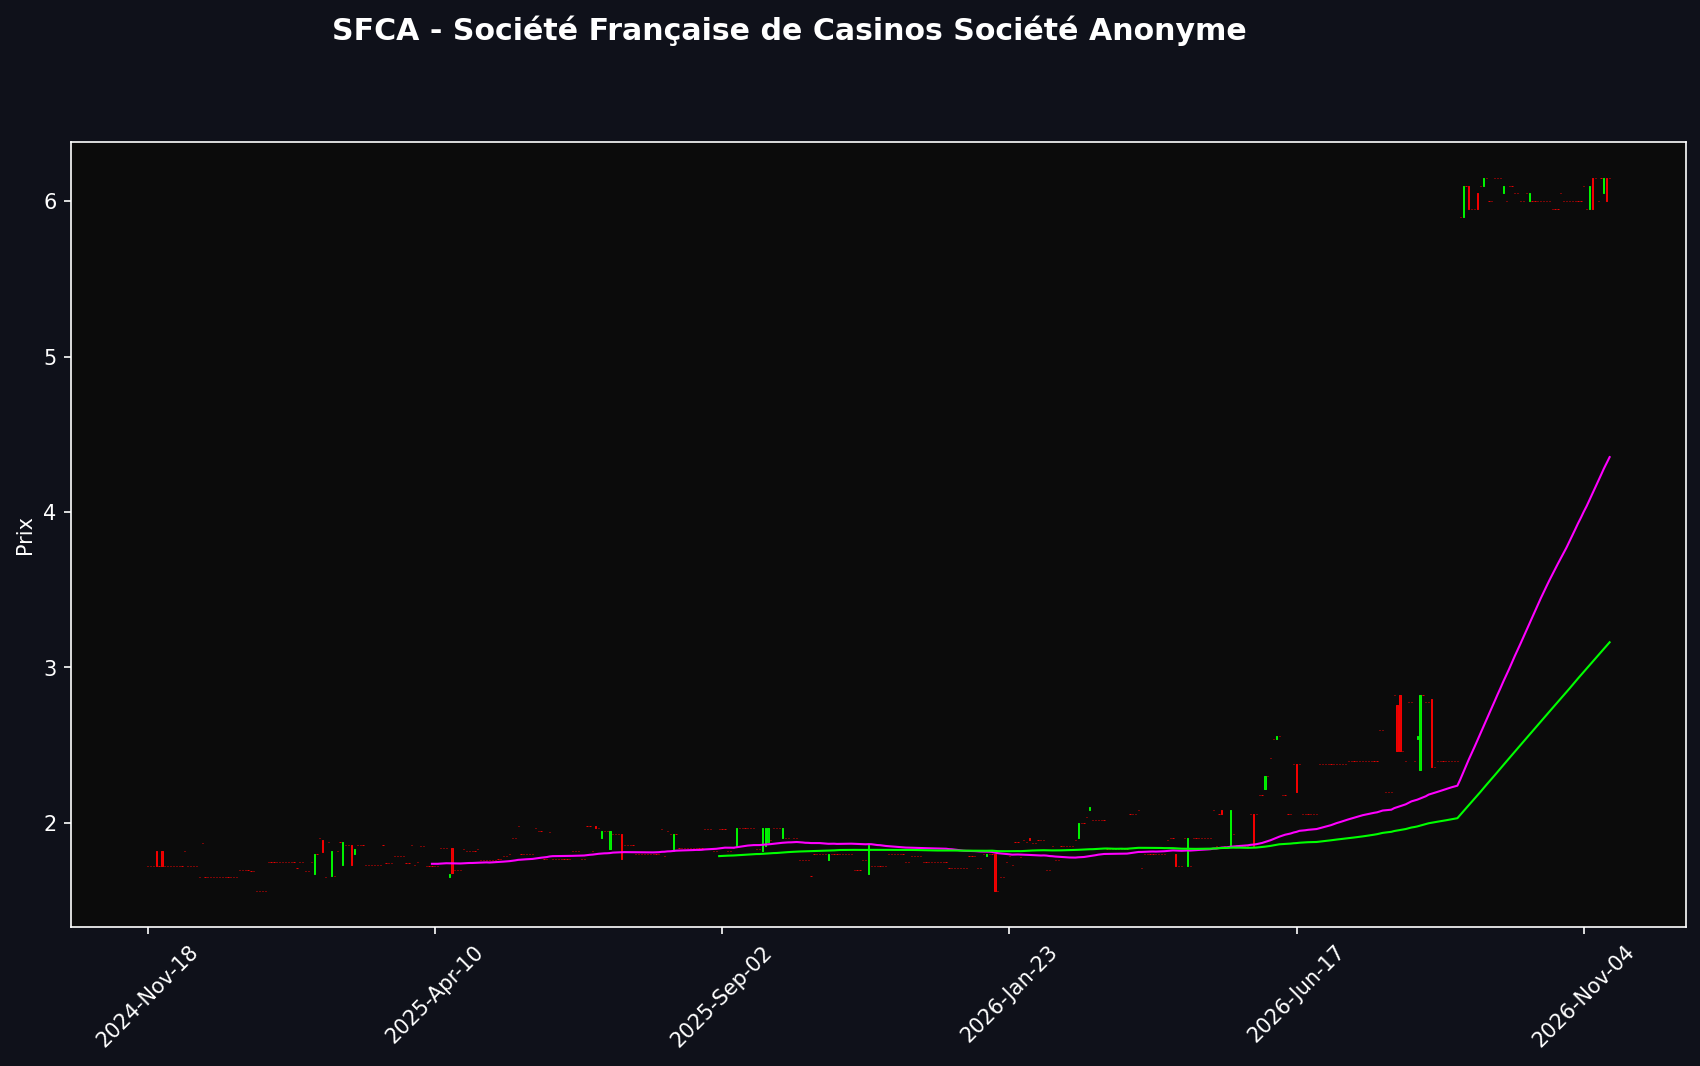 SFCA - Société Française de Casinos Société Anonyme
Prix
6
5
4
3
2
2024-Nov-18
2025-Apr-10
2025-Sep-02
2026-Jan-23
2026-Jun-17
2026-Nov-04